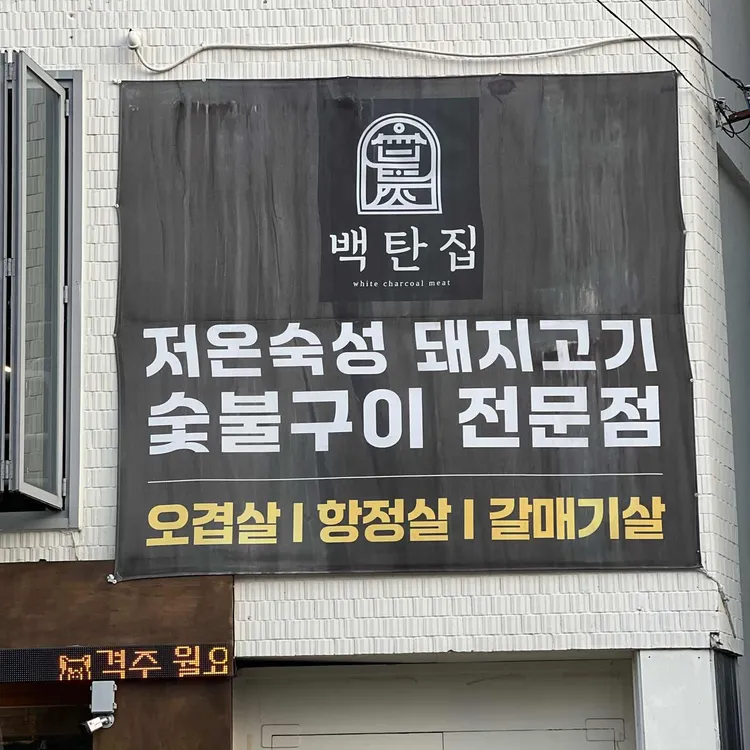 백탄집
white charcoal meat
저온숙성 돼지고기
숯불구이 전문점
오겹살 | 항정살 | 갈매기살
격주 월요